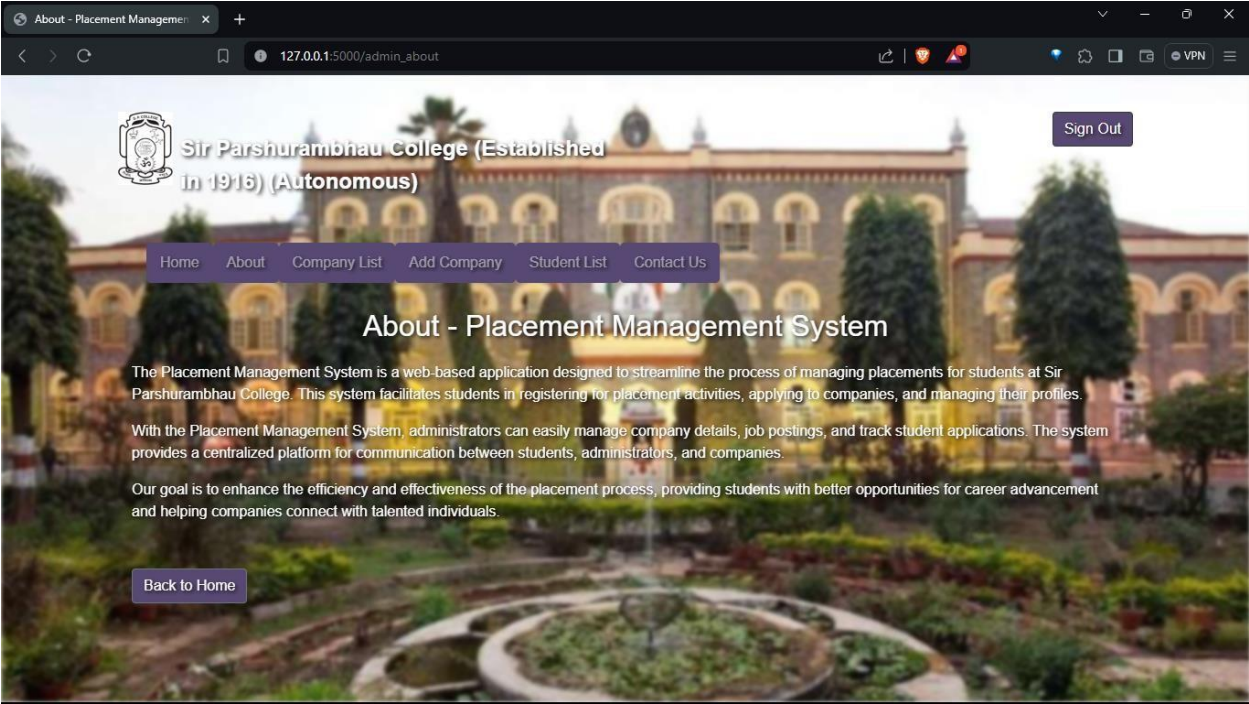 About - Placement Managemen
127.0.0.1:5000/admin_about
VPN
Sign Out
Sir Parshurambhau College (Established
in 1916) (Autonomous)
Home About Company List Add Company Student List Contact Us
About - Placement Management System
The Placement Management System is a web-based application designed to streamline the process of managing placements for students at Sir
Parshurambhau College. This system facilitates students in registering for placement activities, applying to companies, and managing their profiles.
With the Placement Management System, administrators can easily manage company details, job postings, and track student applications. The system
provides a centralized platform for communication between students, administrators, and companies.
Our goal is to enhance the efficiency and effectiveness of the placement process, providing students with better opportunities for career advancement
and helping companies connect with talented individuals.
Back to Home